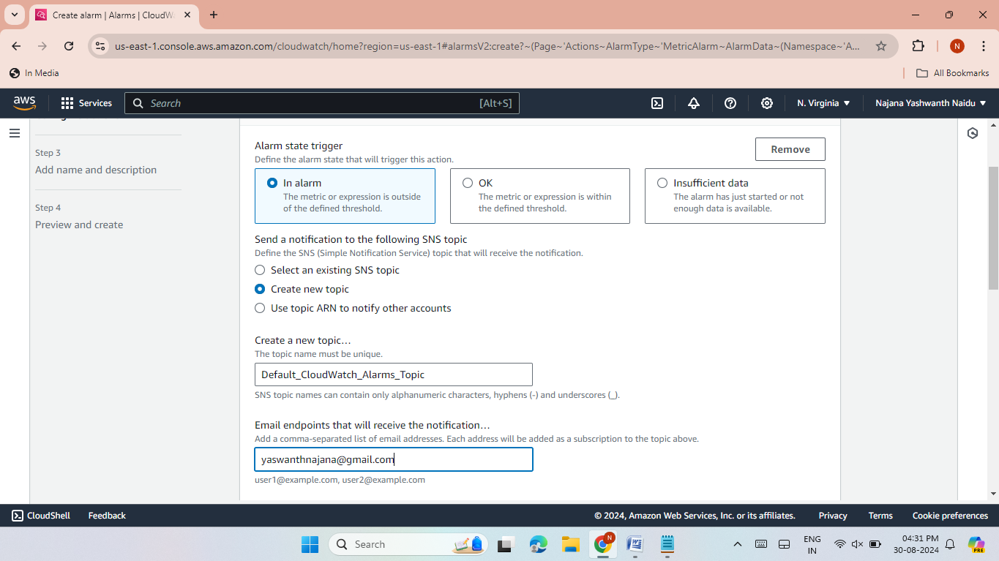 Create alarm | Alarms | CloudW
us-east-1.console.aws.amazon.com/cloudwatch/home?region=us-east-1#alarmsV2:create?~(Page~'Actions~AlarmType~'MetricAlarm~AlarmData~(Namespace~'A...
N
In Media
All Bookmarks
aws
Services
Search
[Alt+S]
N. Virginia
Najana Yashwanth Naidu
Step 3
Add name and description
Step 4
Preview and create
Alarm state trigger
Define the alarm state that will trigger this action.
Remove
In alarm
The metric or expression is outside
of the defined threshold.
OK
The metric or expression is within
the defined threshold.
Insufficient data
The alarm has just started or not
enough data is available.
Send a notification to the following SNS topic
Define the SNS (Simple Notification Service) topic that will receive the notification.
Select an existing SNS topic
Create new topic
Use topic ARN to notify other accounts
Create a new topic…
The topic name must be unique.
Default_CloudWatch_Alarms_Topic
SNS topic names can contain only alphanumeric characters, hyphens (-) and underscores (_).
Email endpoints that will receive the notification…
Add a comma-separated list of email addresses. Each address will be added as a subscription to the topic above.
yaswanthnajana@gmail.com
user1@example.com, user2@example.com
CloudShell
Feedback
© 2024, Amazon Web Services, Inc. or its affiliates.
Privacy
Terms
Cookie preferences
Search
N
ENG
IN
04:31 PM
30-08-2024
PRE